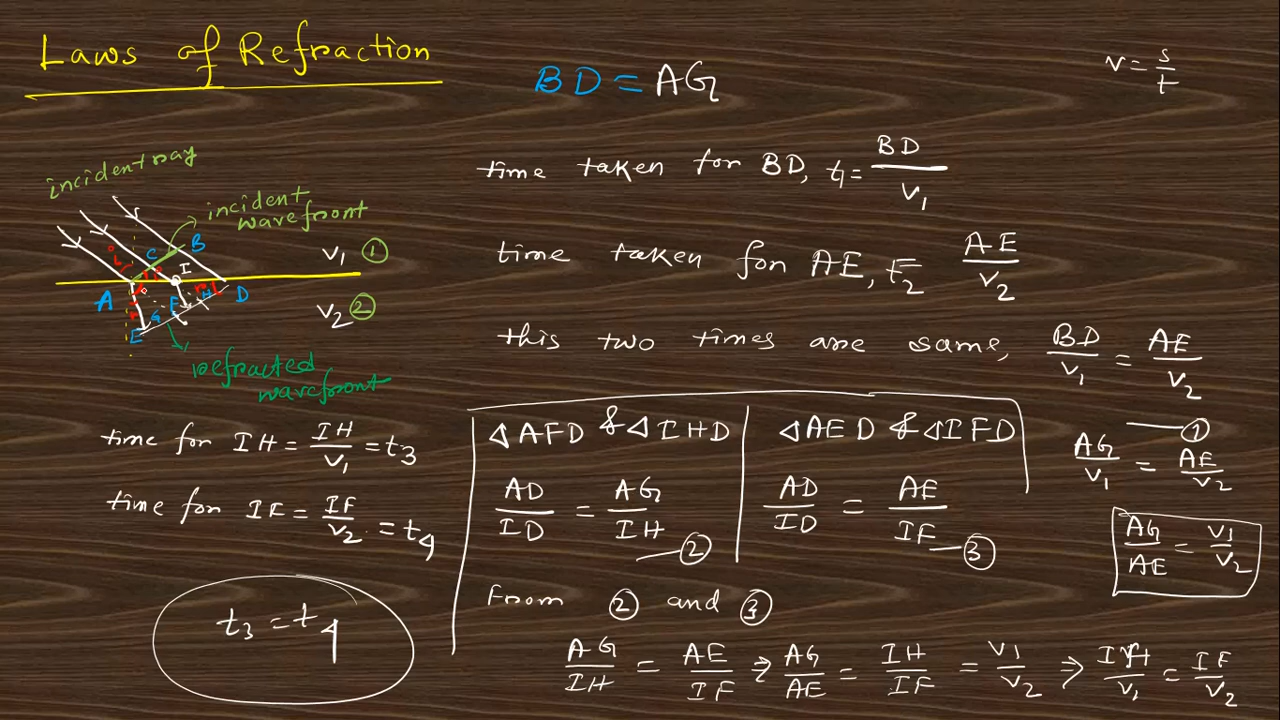 Laws of Refraction
BD = AG
v = s/t
incident ray
incident
wavefront
C
B
I
V1 ①
A
D
V2 ②
E
G
F
H
refracted
wavefront
time taken for BD, t1 = BD/V1
time taken for AE, t2 = AE/V2
this two times are same, BD/V1 = AE/V2
①
AG/V1 = AE/V2
AG/AE = V1/V2
time for IH = IH/V1 = t3
time for IF = IF/V2 = t4
t3 = t4
△AFD & △IHD
AD/ID = AG/IH
②
△AED & △IFD
AD/ID = AE/IF
③
From ② and ③
AG/IH = AE/IF ⇒ AG/AE = IH/IF = V1/V2 ⇒ IH/V1 = IF/V2